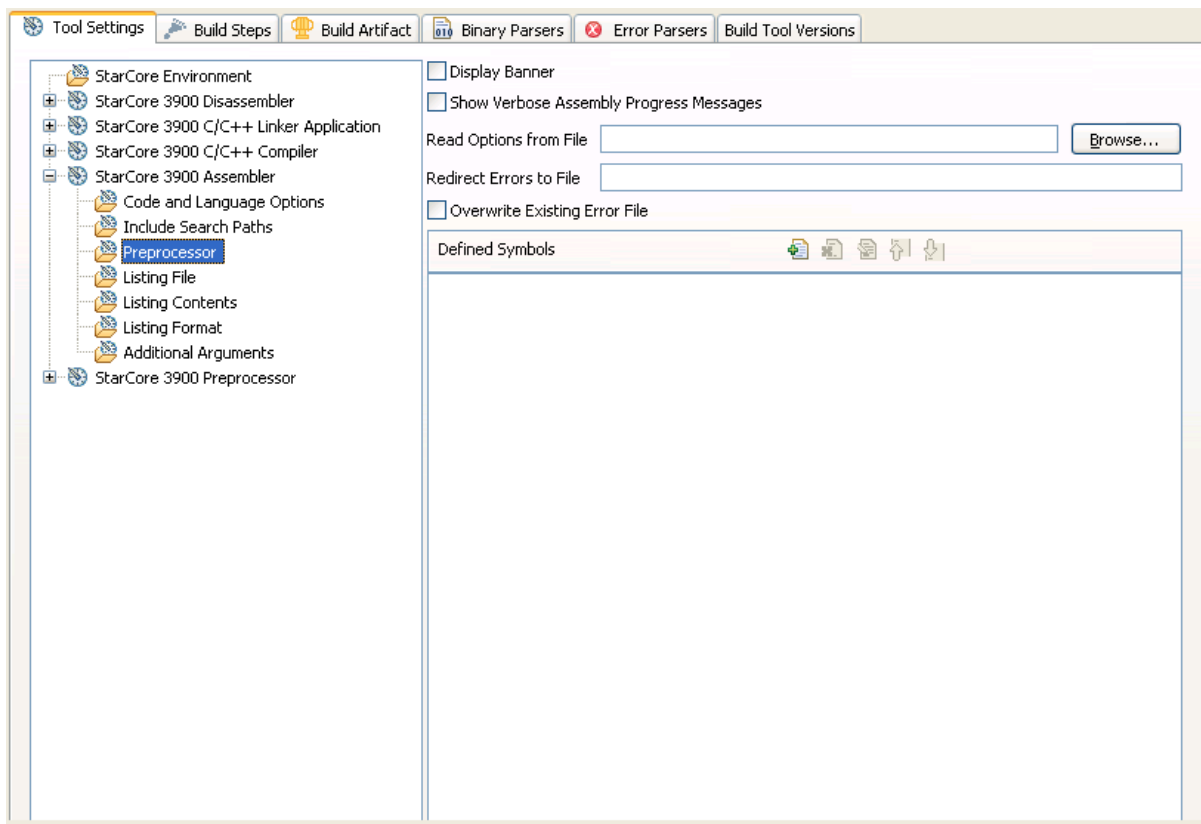 Tool Settings Build Steps Build Artifact Binary Parsers Error Parsers Build Tool Versions
StarCore Environment
StarCore 3900 Disassembler
StarCore 3900 C/C++ Linker Application
StarCore 3900 C/C++ Compiler
StarCore 3900 Assembler
Code and Language Options
Include Search Paths
Preprocessor
Listing File
Listing Contents
Listing Format
Additional Arguments
StarCore 3900 Preprocessor
Display Banner
Show Verbose Assembly Progress Messages
Read Options from File Browse...
Redirect Errors to File
Overwrite Existing Error File
Defined Symbols